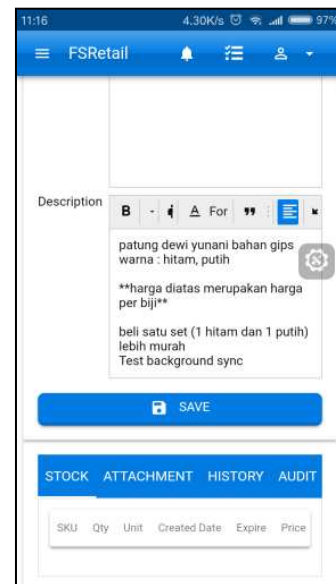 11:16 4.30K/s 97%
FSRetail
Description
B A For
patung dewi yunani bahan gips
warna : hitam, putih
**harga diatas merupakan harga
per biji**
beli satu set (1 hitam dan 1 putih)
lebih murah
Test background sync
SAVE
STOCK ATTACHMENT HISTORY AUDIT
SKU Qty Unit Created Date Expire Price